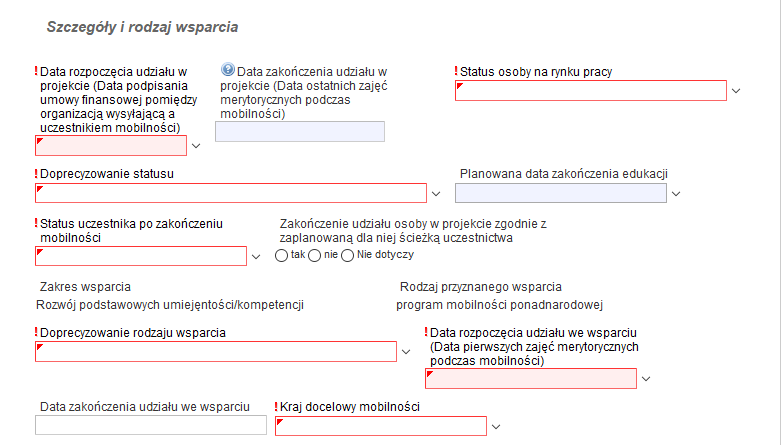 Szczegóły i rodzaj wsparcia
! Data rozpoczęcia udziału w
projekcie (Data podpisania
umowy finansowej pomiędzy
organizacją wysyłającą a
uczestnikiem mobilności)
? Data zakończenia udziału w
projekcie (Data ostatnich zajęć
merytorycznych podczas
mobilności)
! Status osoby na rynku pracy
! Doprecyzowanie statusu
Planowana data zakończenia edukacji
! Status uczestnika po zakończeniu
mobilności
Zakończenie udziału osoby w projekcie zgodnie z
zaplanowaną dla niej ścieżką uczestnictwa
tak nie Nie dotyczy
Zakres wsparcia
Rozwój podstawowych umiejętności/kompetencji
Rodzaj przyznanego wsparcia
program mobilności ponadnarodowej
! Doprecyzowanie rodzaju wsparcia
! Data rozpoczęcia udziału we wsparciu
(Data pierwszych zajęć merytorycznych
podczas mobilności)
Data zakończenia udziału we wsparciu
! Kraj docelowy mobilności